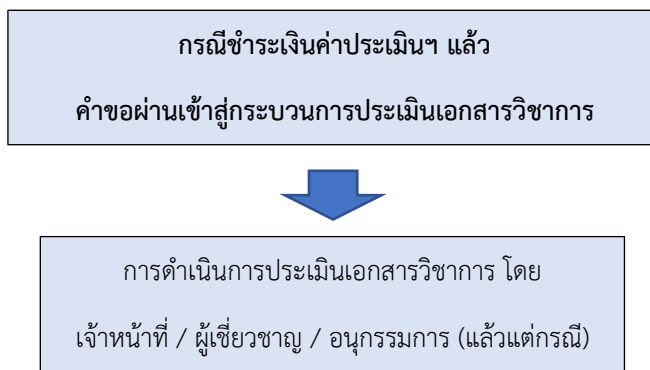 กรณีชำระเงินค่าประเมินฯ แล้ว
คำขอผ่านเข้าสู่กระบวนการประเมินเอกสารวิชาการ
การดำเนินการประเมินเอกสารวิชาการ โดย
เจ้าหน้าที่ / ผู้เชี่ยวชาญ / อนุกรรมการ (แล้วแต่กรณี)